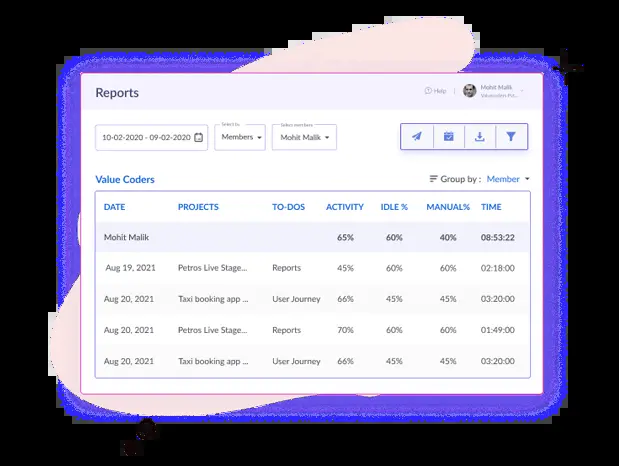 Reports
Help
Mohit Malik
Valuecoders Pvt...
Select by
Select members
10-02-2020 - 09-02-2020 Members Mohit Malik
Value Coders
Group by : Member
DATE PROJECTS TO-DOS ACTIVITY IDLE % MANUAL% TIME
Mohit Malik 65% 60% 40% 08:53:22
Aug 19, 2021 Petros Live Stage... Reports 45% 60% 60% 02:18:00
Aug 20, 2021 Taxi booking app ... User Journey 66% 45% 45% 03:20:00
Aug 20, 2021 Petros Live Stage... Reports 70% 60% 60% 01:49:00
Aug 20, 2021 Taxi booking app ... User Journey 66% 45% 45% 03:20:00